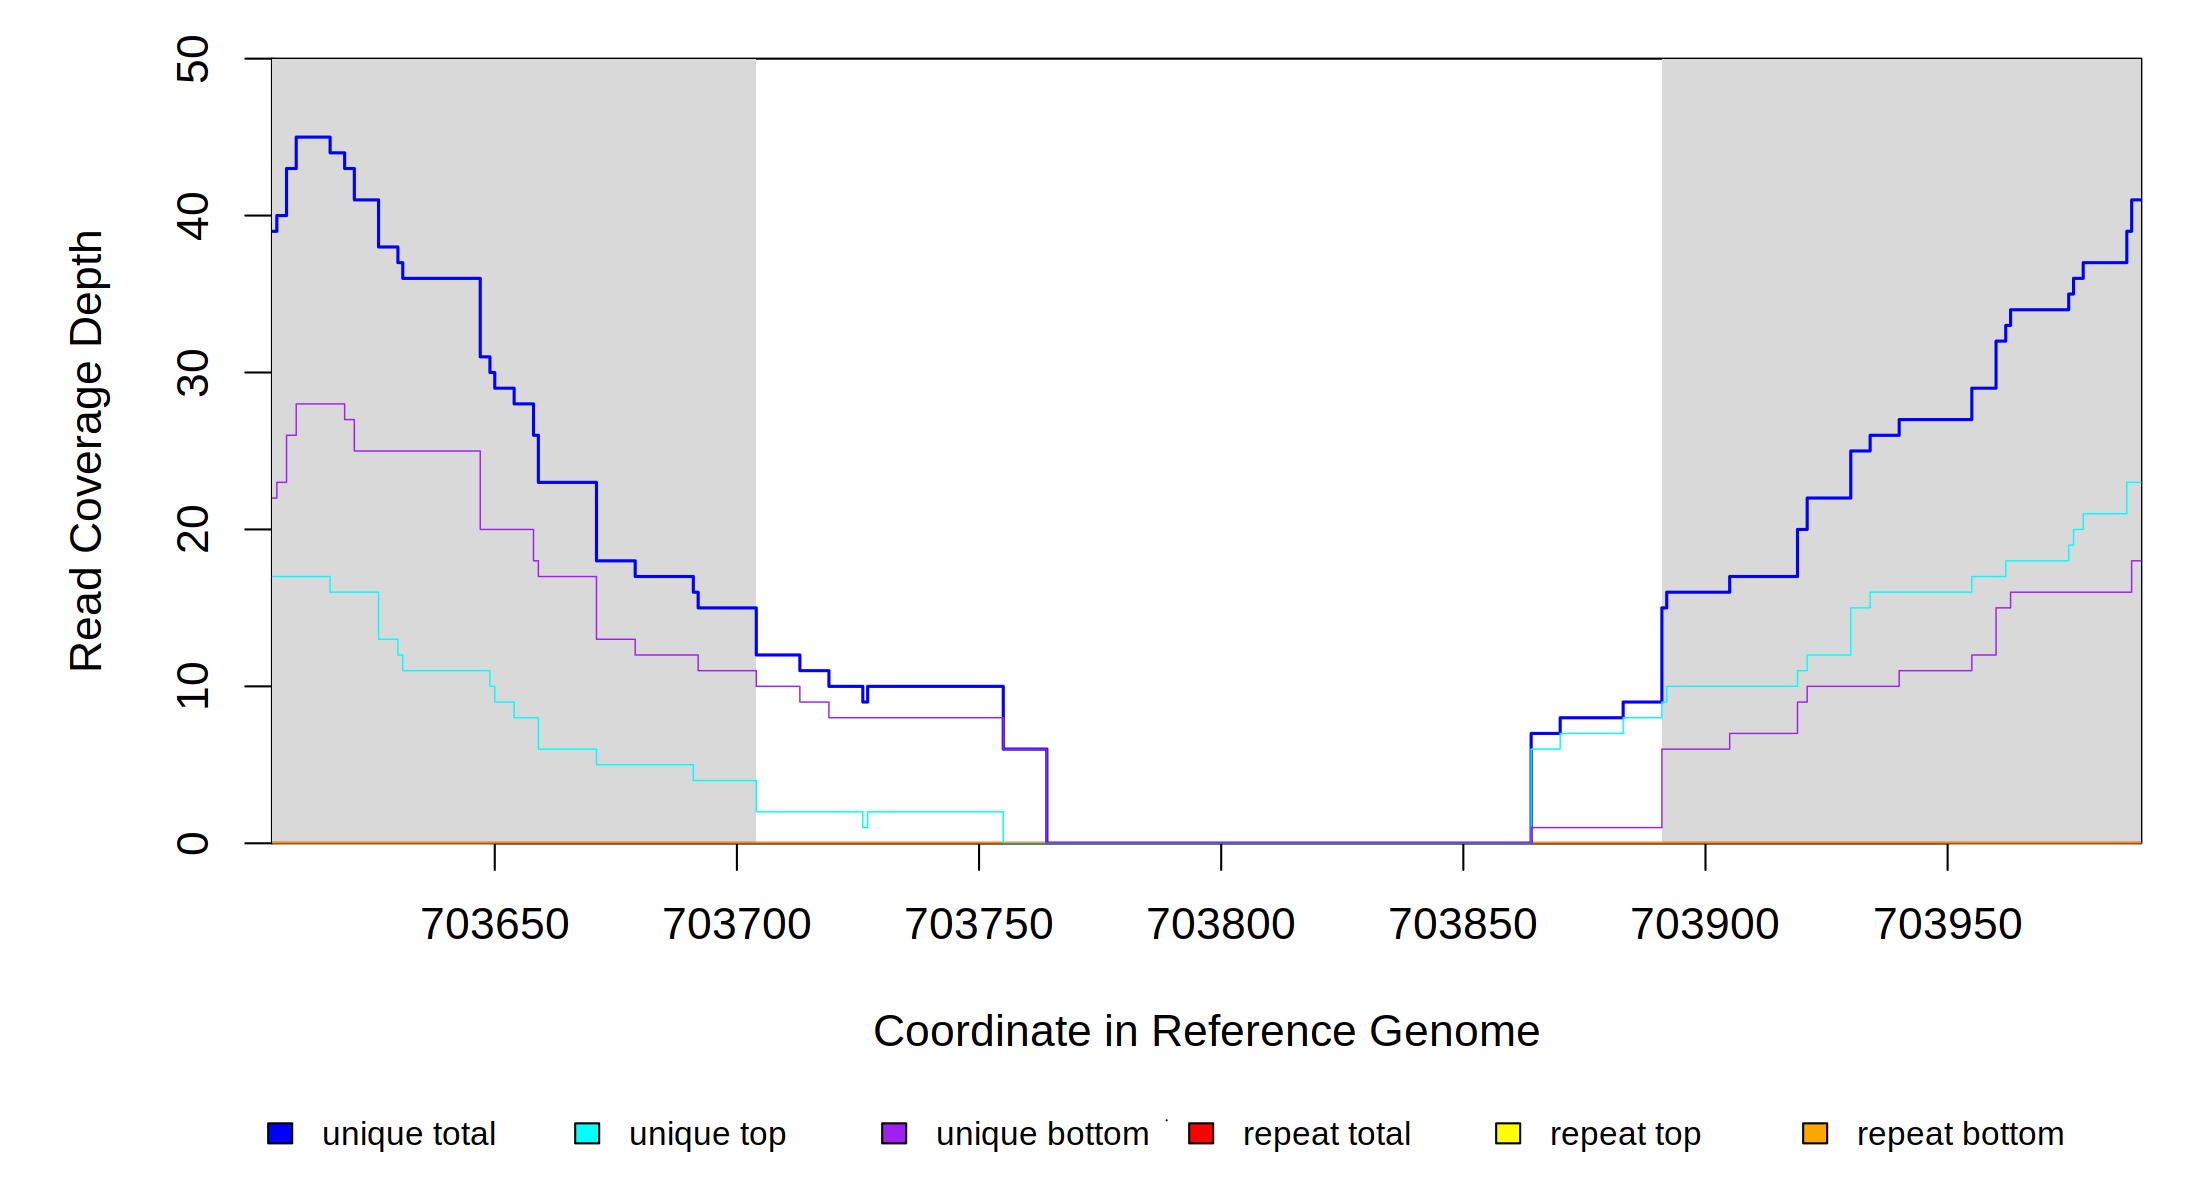 50
40
30
20
10
0
Read Coverage Depth
703650 703700 703750 703800 703850 703900 703950
Coordinate in Reference Genome
unique total unique top unique bottom repeat total repeat top repeat bottom